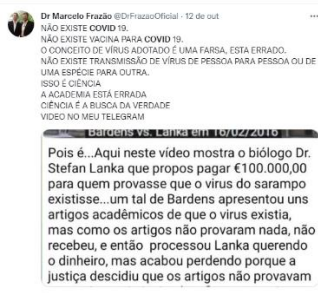 Dr Marcelo Frazão @DrFrazaoOficial · 12 de out
NÃO EXISTE COVID 19.
NÃO EXISTE VACINA PARA COVID 19.
O CONCEITO DE VÍRUS ADOTADO É UMA FARSA, ESTA ERRADO.
NÃO EXISTE TRANSMISSÃO DE VÍRUS DE PESSOA PARA PESSOA OU DE
UMA ESPÉCIE PARA OUTRA.
ISSO É CIÊNCIA
A ACADEMIA ESTÁ ERRADA
CIÊNCIA É A BUSCA DA VERDADE
VIDEO NO MEU TELEGRAM
Bardens vs. Lanka em 16/02/2016
Pois é...Aqui neste vídeo mostra o biólogo Dr.
Stefan Lanka que propos pagar €100.000,00
para quem provasse que o virus do sarampo
existisse...um tal de Bardens apresentou uns
artigos acadêmicos de que o virus existia,
mas como os artigos não provaram nada, não
recebeu, e então processou Lanka querendo
o dinheiro, mas acabou perdendo porque a
justiça descidiu que os artigos não provavam